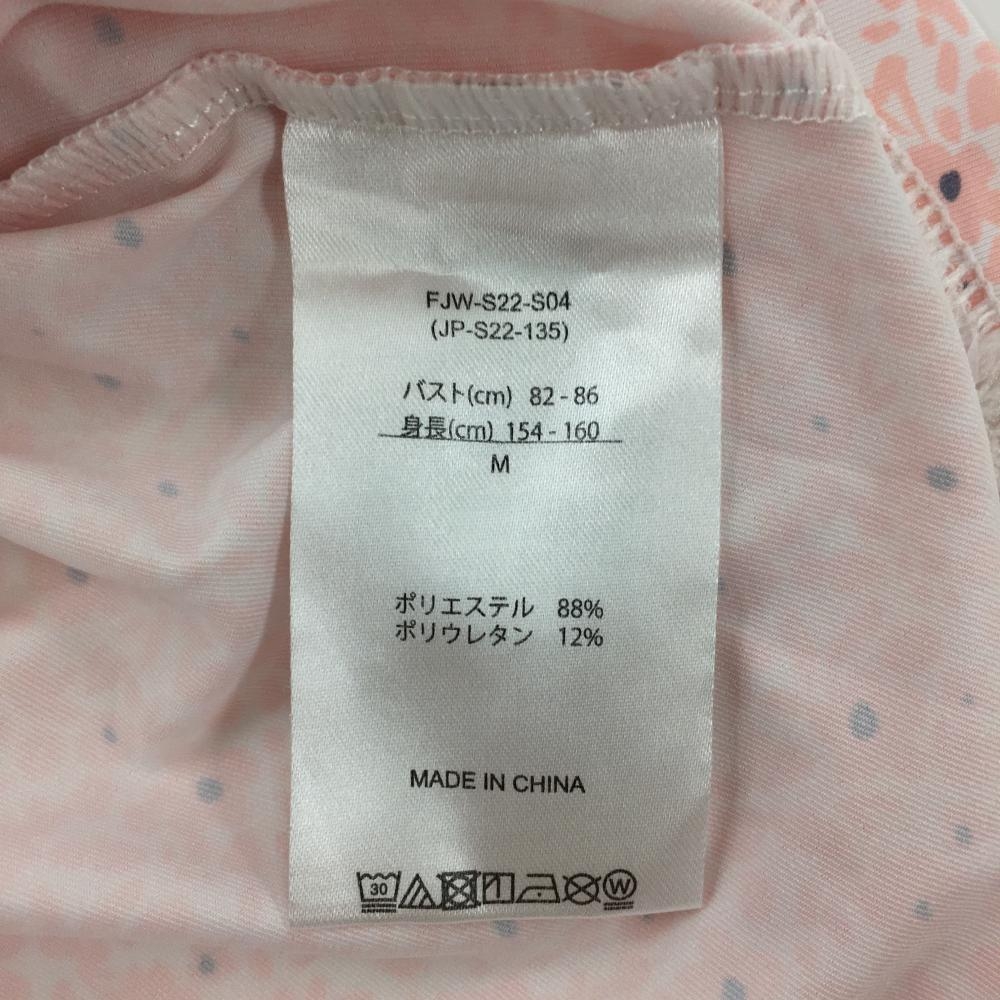 FJW-S22-S04
(JP-S22-135)
バスト(cm) 82 - 86
身長(cm) 154 - 160
M
ポリエステル 88%
ポリウレタン 12%
MADE IN CHINA
30 W